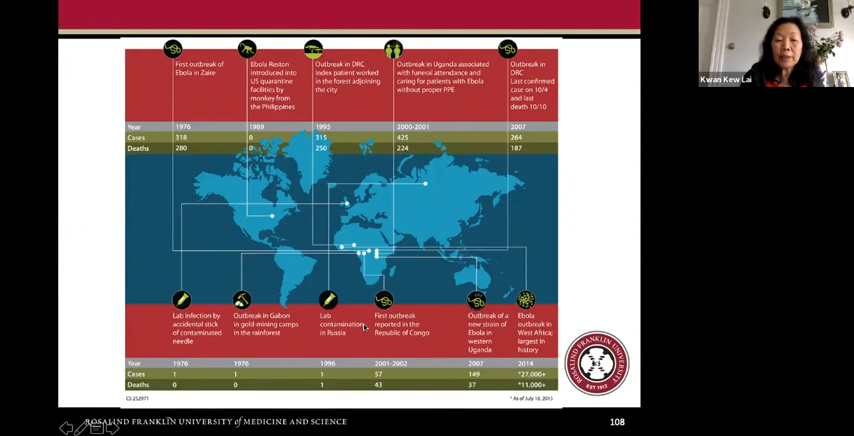 Kwan Kew Lai
First outbreak of
Ebola in Zaire
Ebola Reston
introduced into
US quarantine
facilities by
monkey from
the Philippines
Outbreak in DRC
Index patient worked
in the forest adjoining
the city
Outbreak in Uganda associated
with funeral attendance and
caring for patients with Ebola
without proper PPE
Outbreak in
DRC
Last confirmed
case on 10/4
and last
death 10/10
Year 1976 1989 1995 2000-2001 2007
Cases 318 0 315 425 264
Deaths 280 0 250 224 187
Lab infection by
accidental stick
of contaminated
needle
Outbreak in Gabon
in gold-mining camps
in the rainforest
Lab
contamination
in Russia
First outbreak
reported in the
Republic of Congo
Outbreak of a
new strain of
Ebola in
western
Uganda
Ebola
outbreak in
West Africa;
largest in
history
Year 1976 1976 1996 2001-2002 2007 2014
Cases 1 1 1 57 149 *27,000+
Deaths 0 0 1 43 37 *11,000+
CS 252971
* As of July 18, 2015
ROSALIND FRANKLIN UNIVERSITY
EST 1912
ROSALIND FRANKLIN UNIVERSITY of MEDICINE AND SCIENCE
108